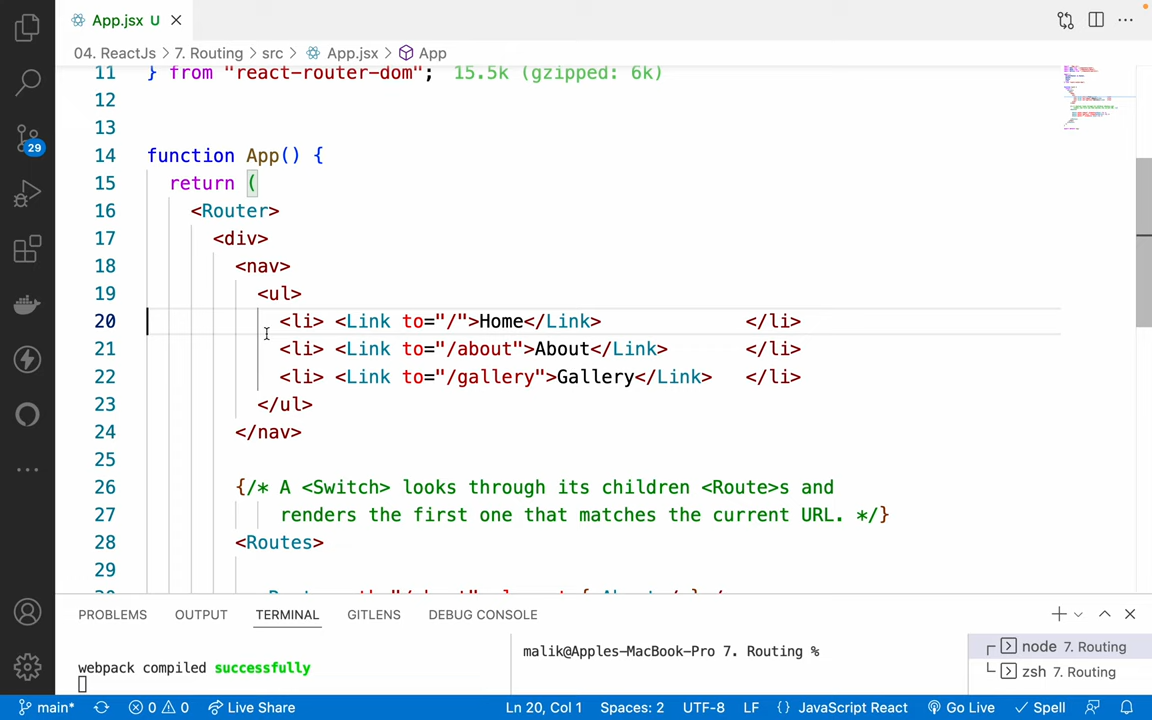 App.jsx U
04. ReactJs > 7. Routing > src > App.jsx > App
11 } from "react-router-dom"; 15.5k (gzipped: 6k)
12
13
14 function App() {
15 return (
16 <Router>
17 <div>
18 <nav>
19 <ul>
20 <li> <Link to="/">Home</Link> </li>
21 <li> <Link to="/about">About</Link> </li>
22 <li> <Link to="/gallery">Gallery</Link> </li>
23 </ul>
24 </nav>
25
26 {/* A <Switch> looks through its children <Route>s and
27 renders the first one that matches the current URL. */}
28 <Routes>
29
29
PROBLEMS OUTPUT TERMINAL GITLENS DEBUG CONSOLE
webpack compiled successfully
malik@Apples-MacBook-Pro 7. Routing %
node 7. Routing
zsh 7. Routing
main* 0 0 Live Share Ln 20, Col 1 Spaces: 2 UTF-8 LF {} JavaScript React Go Live Spell